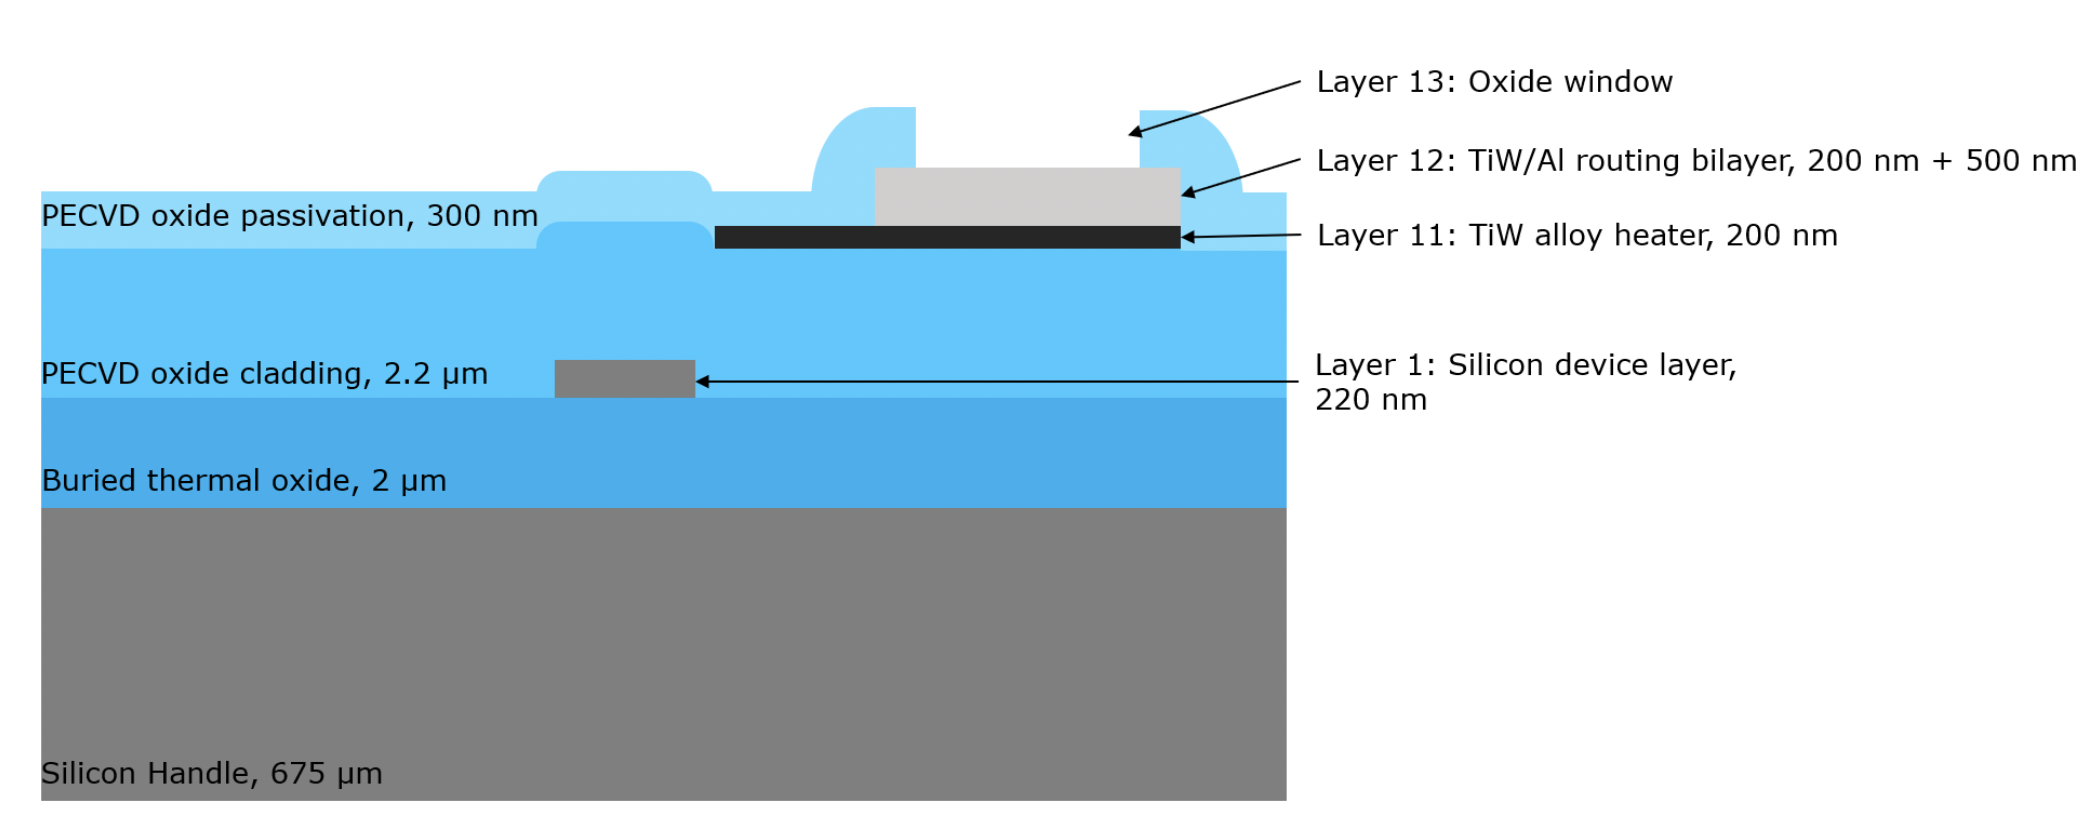 Layer 13: Oxide window
Layer 12: TiW/Al routing bilayer, 200 nm + 500 nm
PECVD oxide passivation, 300 nm
Layer 11: TiW alloy heater, 200 nm
PECVD oxide cladding, 2.2 µm
Layer 1: Silicon device layer,
220 nm
Buried thermal oxide, 2 µm
Silicon Handle, 675 µm